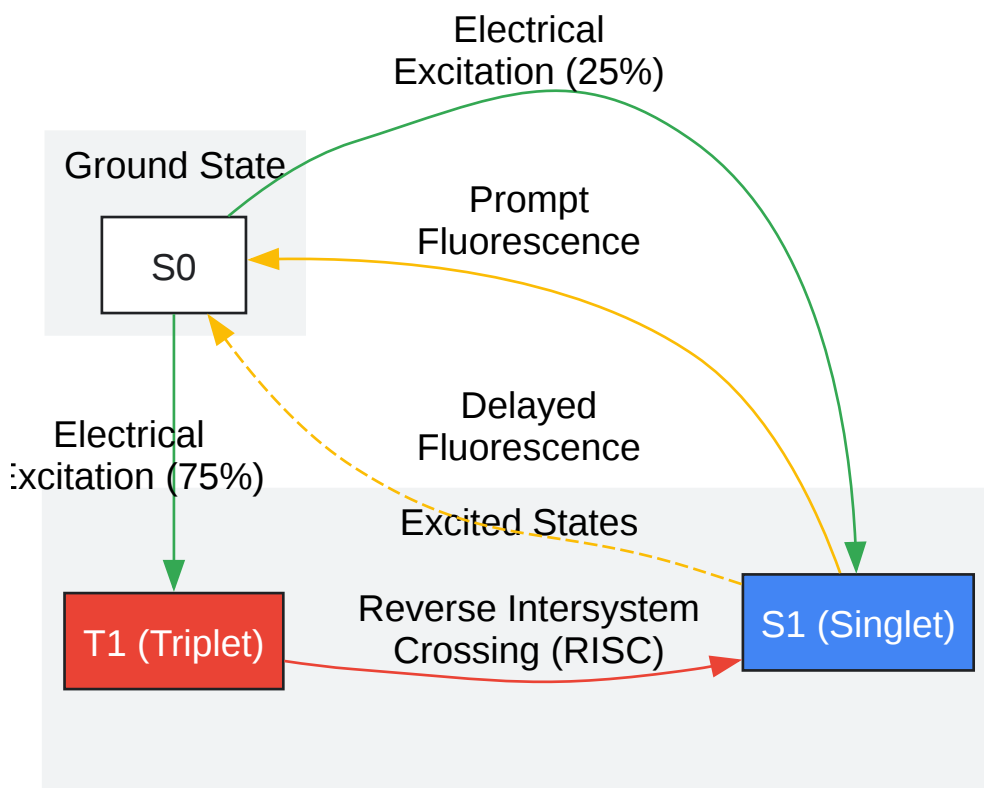 Electrical
Excitation (25%)
Ground State
Prompt
Fluorescence
S0
Delayed
Fluorescence
Electrical
Excitation (75%)
Excited States
Reverse Intersystem
Crossing (RISC)
S1 (Singlet)
T1 (Triplet)